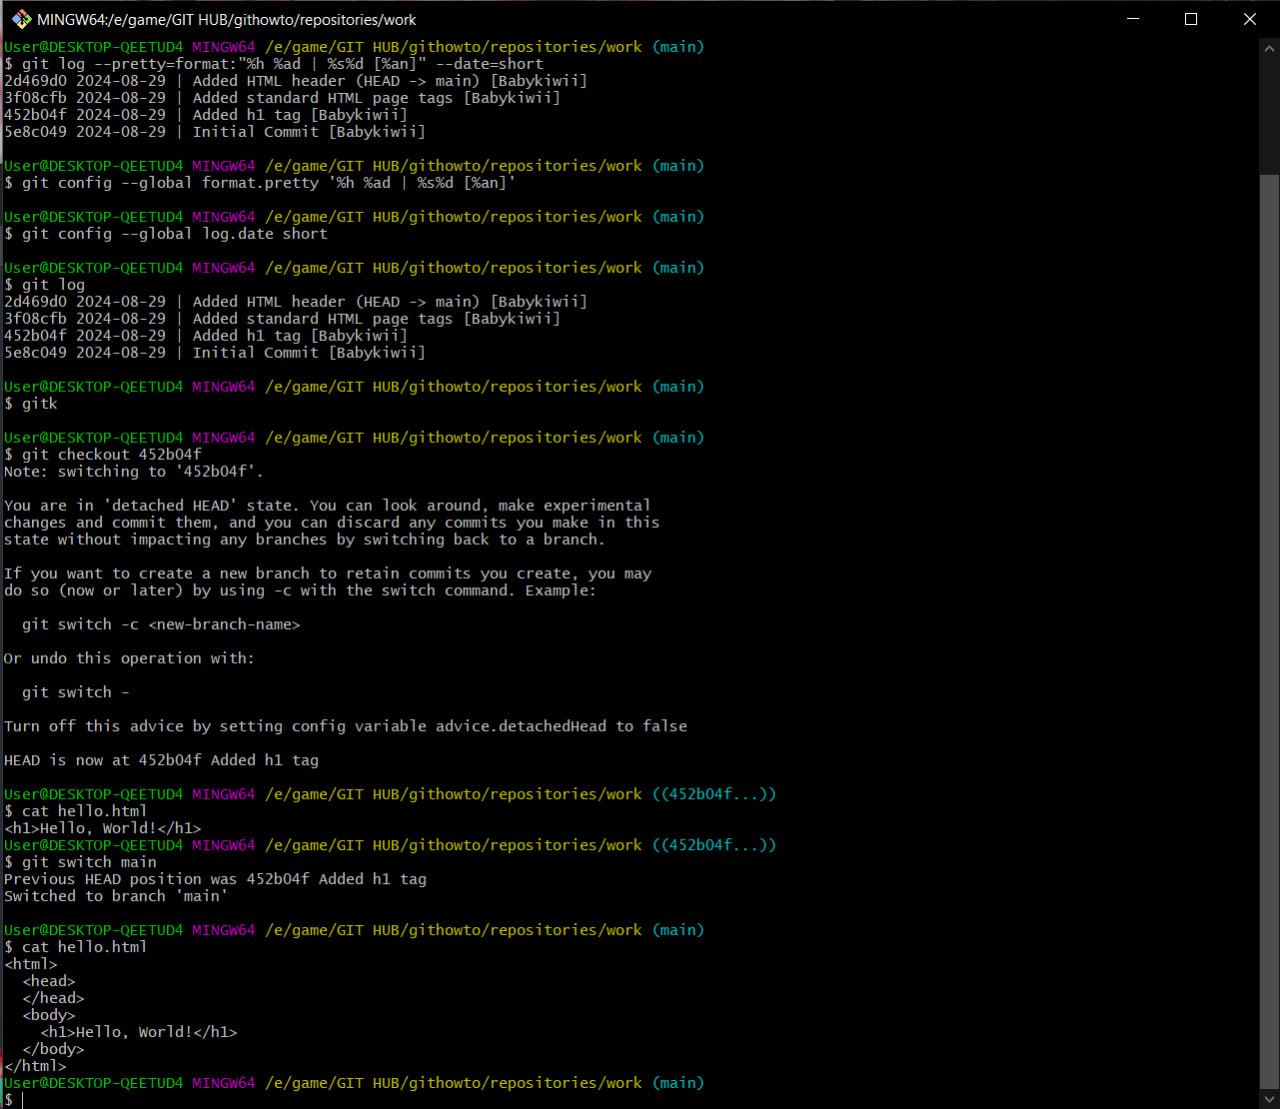 MINGW64:/e/game/GIT HUB/githowto/repositories/work
User@DESKTOP-QEETUD4 MINGW64 /e/game/GIT HUB/githowto/repositories/work (main)
$ git log --pretty=format:"%h %ad | %s%d [%an]" --date=short
2d469d0 2024-08-29 | Added HTML header (HEAD -> main) [Babykiwii]
3f08cfb 2024-08-29 | Added standard HTML page tags [Babykiwii]
452b04f 2024-08-29 | Added h1 tag [Babykiwii]
5e8c049 2024-08-29 | Initial Commit [Babykiwii]
User@DESKTOP-QEETUD4 MINGW64 /e/game/GIT HUB/githowto/repositories/work (main)
$ git config --global format.pretty '%h %ad | %s%d [%an]'
User@DESKTOP-QEETUD4 MINGW64 /e/game/GIT HUB/githowto/repositories/work (main)
$ git config --global log.date short
User@DESKTOP-QEETUD4 MINGW64 /e/game/GIT HUB/githowto/repositories/work (main)
$ git log
2d469d0 2024-08-29 | Added HTML header (HEAD -> main) [Babykiwii]
3f08cfb 2024-08-29 | Added standard HTML page tags [Babykiwii]
452b04f 2024-08-29 | Added h1 tag [Babykiwii]
5e8c049 2024-08-29 | Initial Commit [Babykiwii]
User@DESKTOP-QEETUD4 MINGW64 /e/game/GIT HUB/githowto/repositories/work (main)
$ gitk
User@DESKTOP-QEETUD4 MINGW64 /e/game/GIT HUB/githowto/repositories/work (main)
$ git checkout 452b04f
Note: switching to '452b04f'.
You are in 'detached HEAD' state. You can look around, make experimental
changes and commit them, and you can discard any commits you make in this
state without impacting any branches by switching back to a branch.
If you want to create a new branch to retain commits you create, you may
do so (now or later) by using -c with the switch command. Example:
git switch -c <new-branch-name>
Or undo this operation with:
git switch -
Turn off this advice by setting config variable advice.detachedHead to false
HEAD is now at 452b04f Added h1 tag
User@DESKTOP-QEETUD4 MINGW64 /e/game/GIT HUB/githowto/repositories/work ((452b04f...))
$ cat hello.html
<h1>Hello, World!</h1>
User@DESKTOP-QEETUD4 MINGW64 /e/game/GIT HUB/githowto/repositories/work ((452b04f...))
$ git switch main
Previous HEAD position was 452b04f Added h1 tag
Switched to branch 'main'
User@DESKTOP-QEETUD4 MINGW64 /e/game/GIT HUB/githowto/repositories/work (main)
$ cat hello.html
<html>
<head>
</head>
<body>
<h1>Hello, World!</h1>
</body>
</html>
User@DESKTOP-QEETUD4 MINGW64 /e/game/GIT HUB/githowto/repositories/work (main)
$